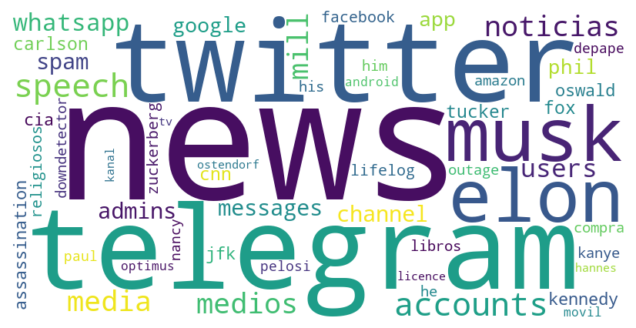 whatsapp google mill facebook app noticias
carlson twitter depape
spam him phil
speech his android amazon oswald
cia downdetector zuckerberg tv news tucker fox
religiosos kanal cnn ostendorf lifelog outage users musk
assassination admins messages channel elon
nancy telegram compra
paul optimus jfk pelosi libros kanye
licence hannes
media medios he accounts kennedy
movil